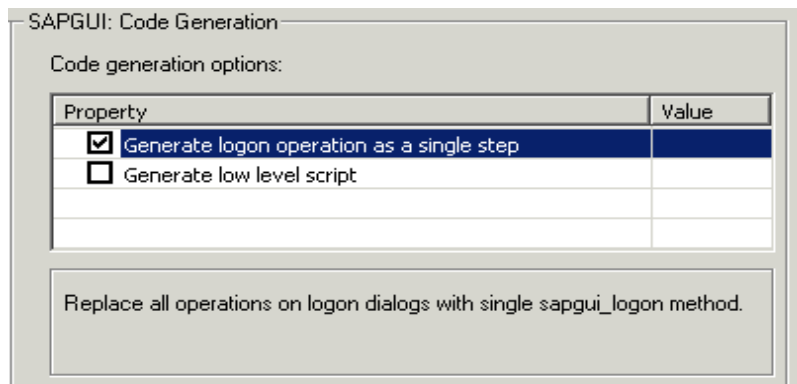 SAPGUI: Code Generation
Code generation options:
Property Value
Generate logon operation as a single step
Generate low level script
Replace all operations on logon dialogs with single sapgui_logon method.